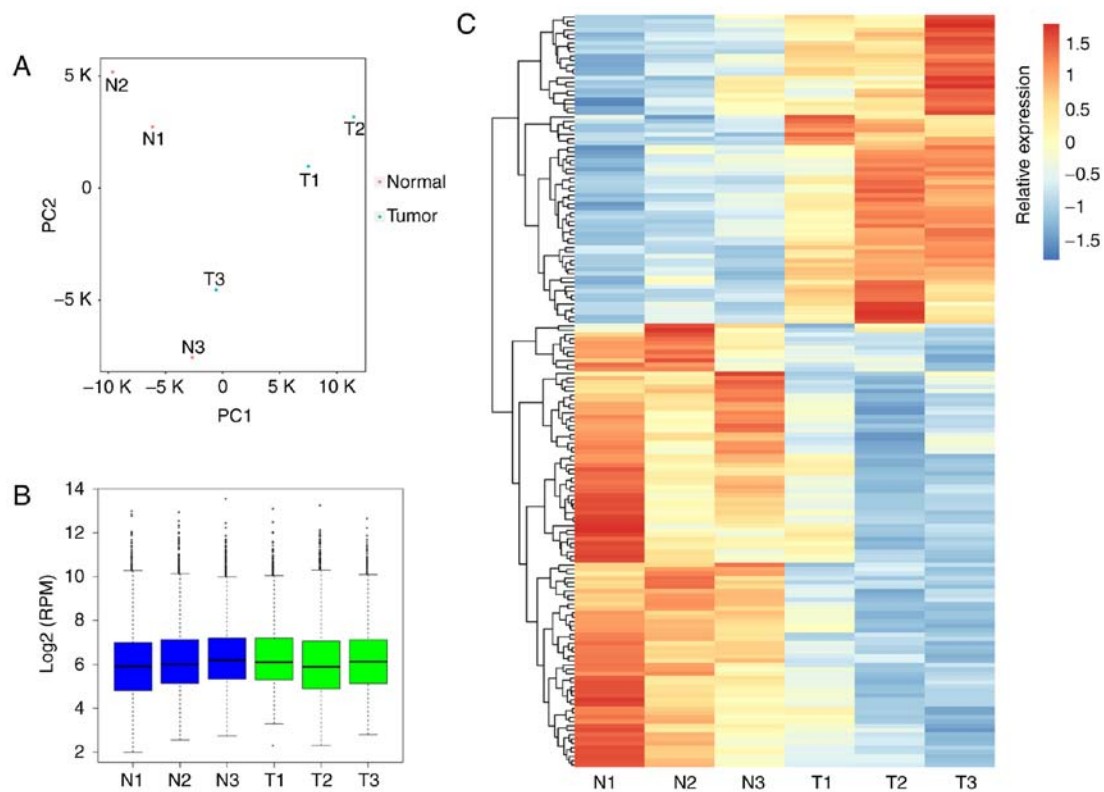 A
5 K
0
−5 K
PC2
N2
N1
T2
T1
T3
N3
−10 K −5 K 0 5 K 10 K
PC1
Normal
Tumor
B
14
12
10
8
6
4
2
Log2 (RPM)
N1 N2 N3 T1 T2 T3
C
1.5
1
0.5
0
−0.5
−1
−1.5
Relative expression
N1 N2 N3 T1 T2 T3